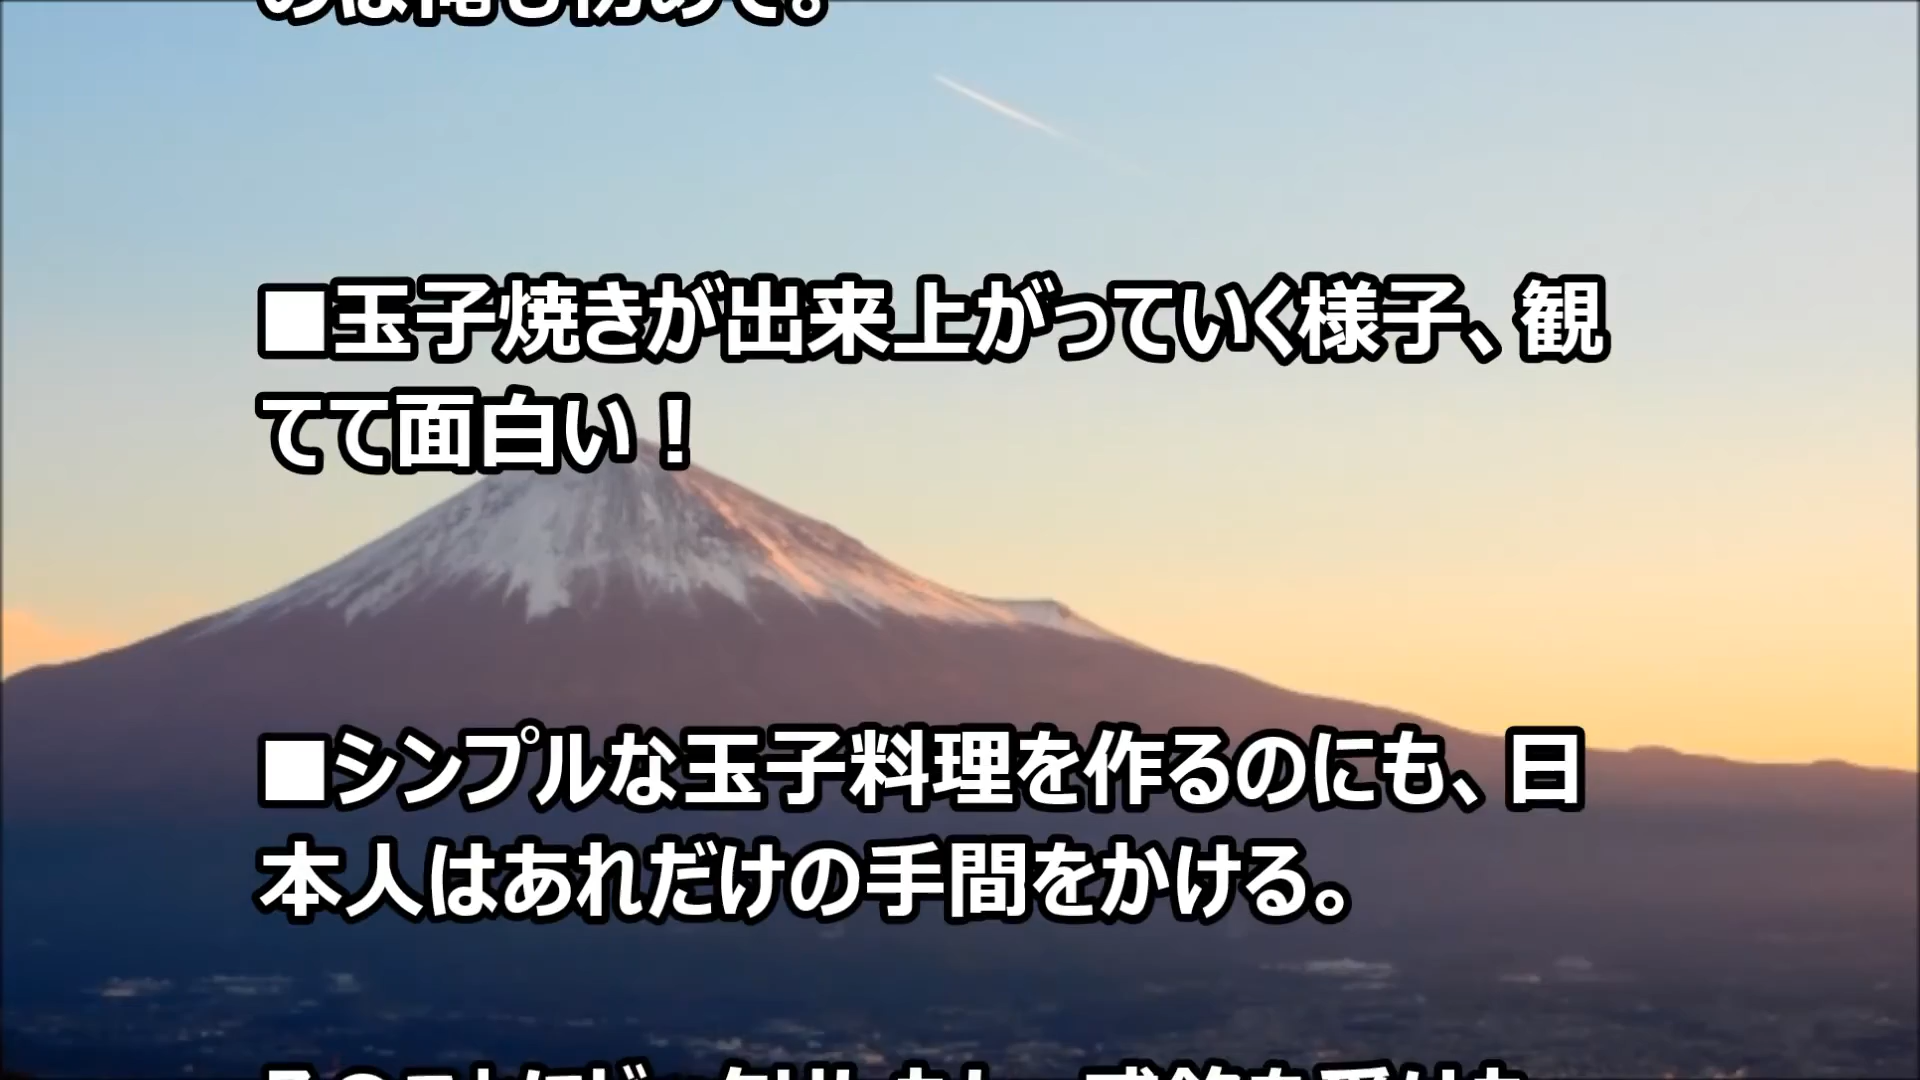 ■玉子焼きが出来上がっていく様子、観
てて面白い！
■シンプルな玉子料理を作るのにも、日
本人はあれだけの手間をかける。